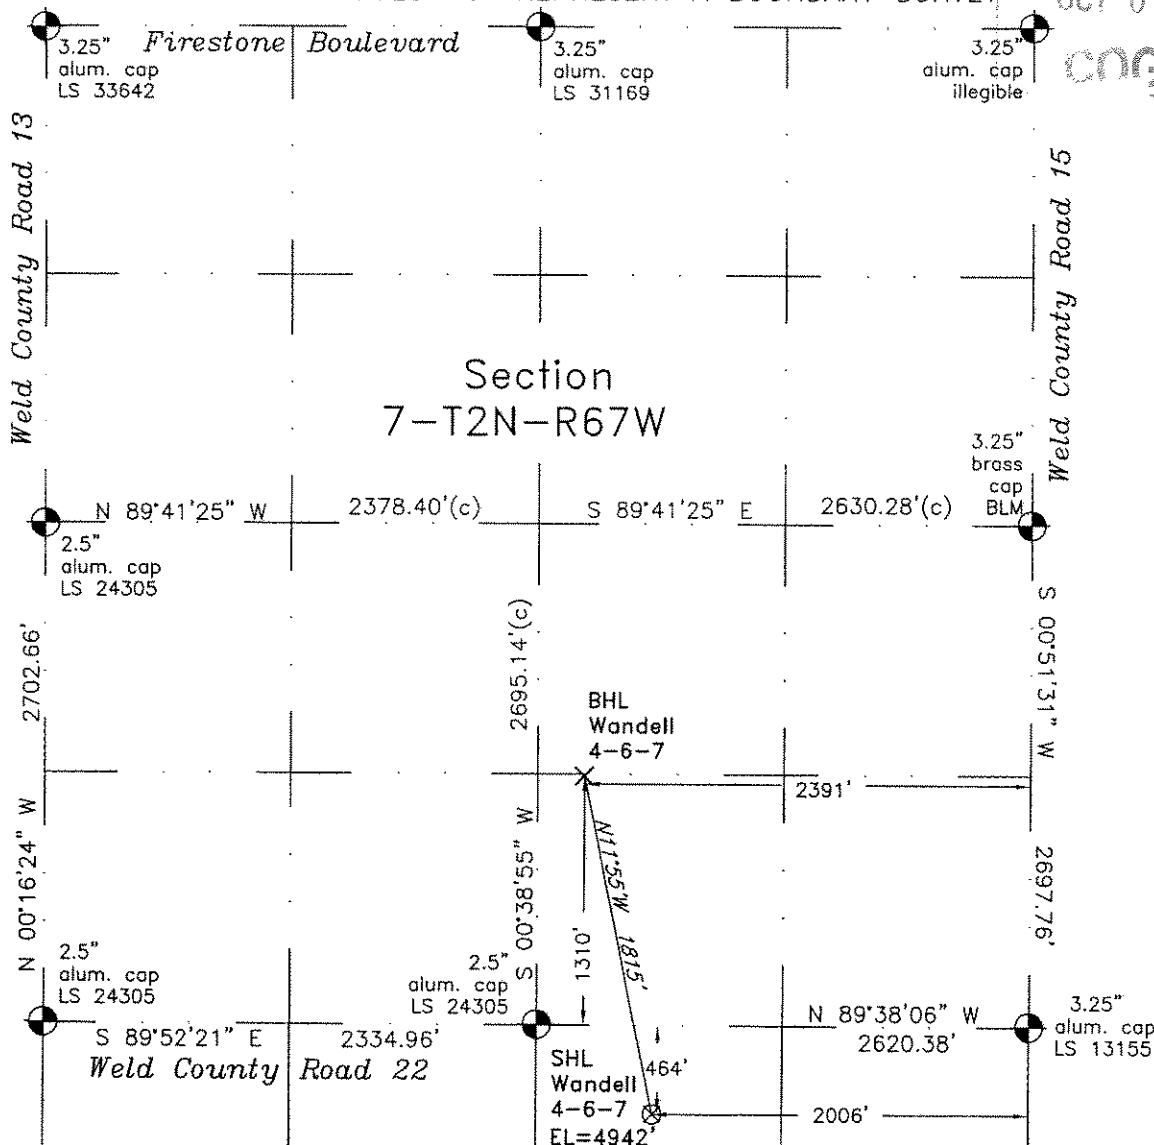 BOUNDARY SURVEY
OCT 0
COG
Firestone Boulevard
3.25"
alum. cap
LS 33642
3.25"
alum. cap
LS 31169
3.25"
alum. cap
illegible
Weld County Road 13
Weld County Road 15
Section
7-T2N-R67W
3.25"
brass
cap
BLM
N 89°41'25" W
2378.40'(c)
S 89°41'25" E
2630.28'(c)
2.5"
alum. cap
LS 24305
2702.66'
N 00°16'24" W
2695.14'(c)
S 00°38'55" W
S 00°51'31" W
2697.76'
BHL
Wandell
4-6-7
2391'
N11°55'W 1815'
1310'
2.5"
alum. cap
LS 24305
2.5"
alum. cap
LS 24305
S 89°52'21" E
2334.96'
Weld County Road 22
N 89°38'06" W
2620.38'
3.25"
alum. cap
LS 13155
SHL
Wandell
4-6-7
EL=4942'
464'
2006'